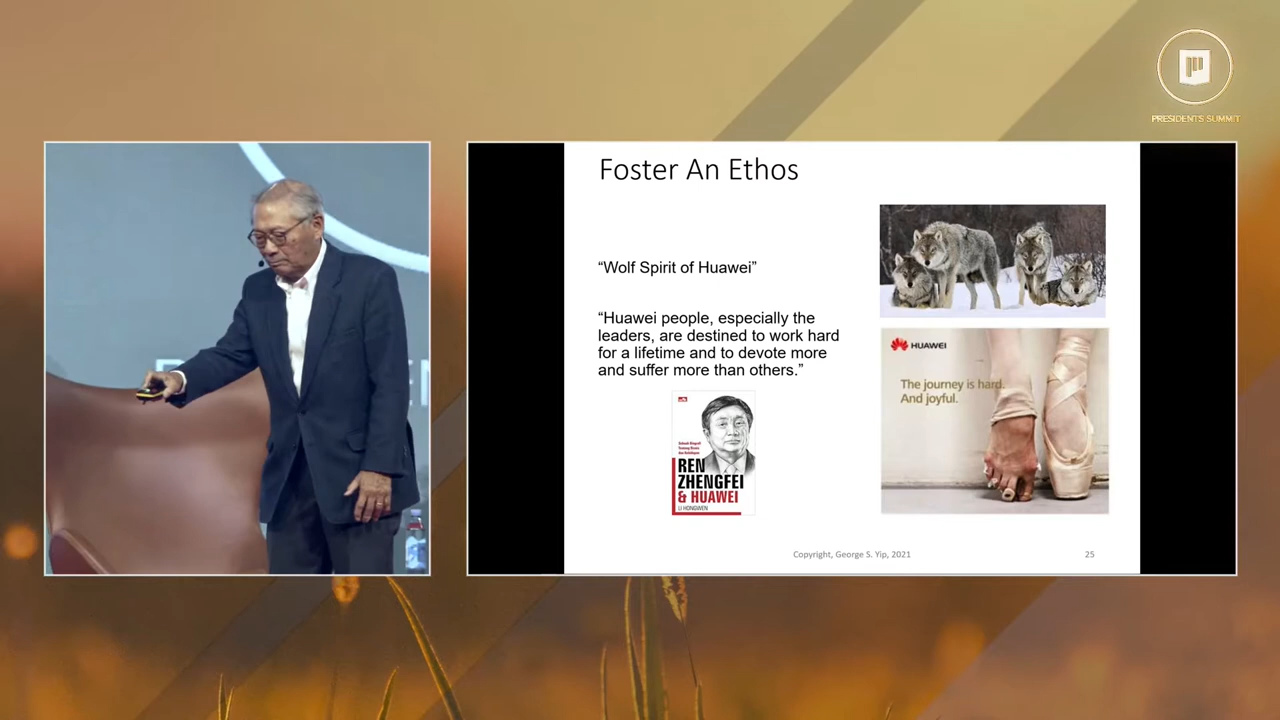 PRESIDENTS SUMMIT
Foster An Ethos
“Wolf Spirit of Huawei”
“Huawei people, especially the
leaders, are destined to work hard
for a lifetime and to devote more
and suffer more than others.”
HUAWEI
The journey is hard.
And joyful.
REN
ZHENGFEI
& HUAWEI
LI HONGWEN
Copyright, George S. Yip, 2021
25